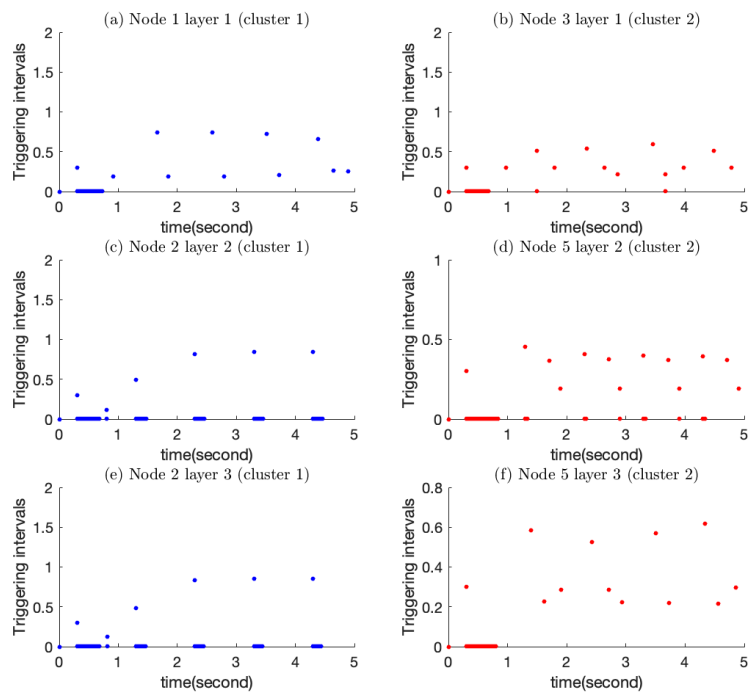 (a) Node 1 layer 1 (cluster 1)
2
1.5
1
0.5
0
Triggering intervals
0 1 2 3 4 5
time(second)
(b) Node 3 layer 1 (cluster 2)
2
1.5
1
0.5
0
Triggering intervals
0 1 2 3 4 5
time(second)
(c) Node 2 layer 2 (cluster 1)
2
1.5
1
0.5
0
Triggering intervals
0 1 2 3 4 5
time(second)
(d) Node 5 layer 2 (cluster 2)
1
0.5
0
Triggering intervals
0 1 2 3 4 5
time(second)
(e) Node 2 layer 3 (cluster 1)
2
1.5
1
0.5
0
Triggering intervals
0 1 2 3 4 5
time(second)
(f) Node 5 layer 3 (cluster 2)
0.8
0.6
0.4
0.2
0
Triggering intervals
0 1 2 3 4 5
time(second)